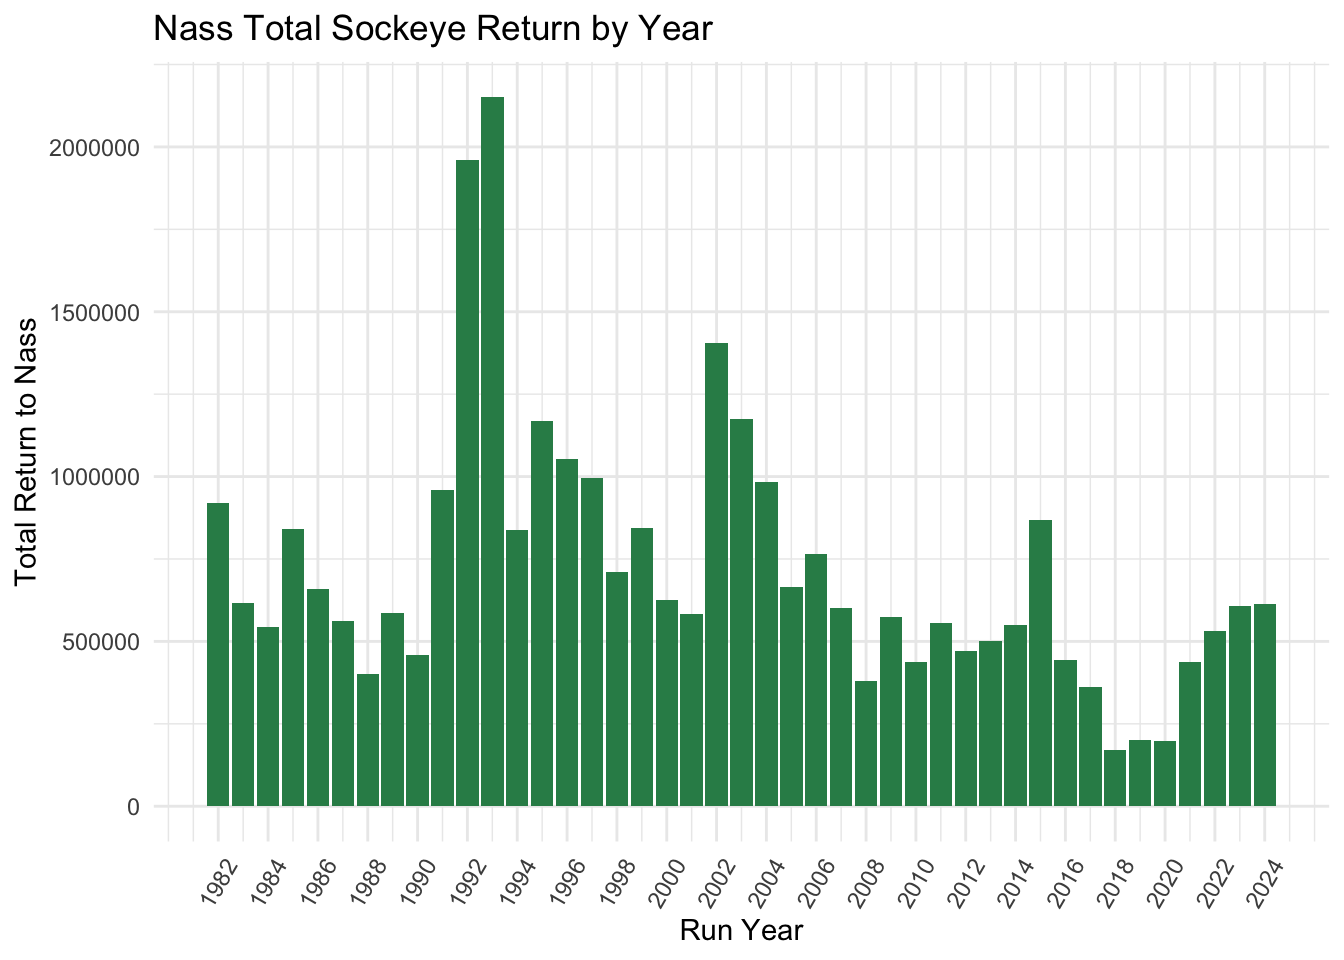 Nass Total Sockeye Return by Year
Total Return to Nass
2000000
1500000
1000000
500000
0
1982 1984 1986 1988 1990 1992 1994 1996 1998 2000 2002 2004 2006 2008 2010 2012 2014 2016 2018 2020 2022 2024
Run Year